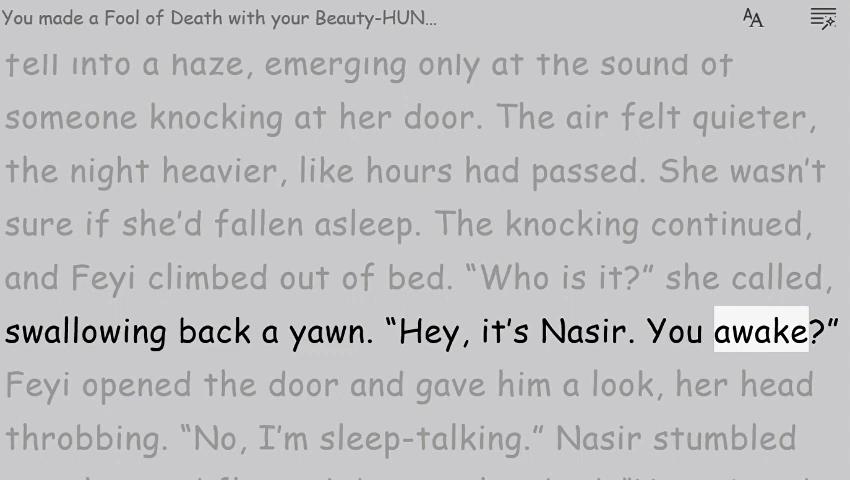 You made a Fool of Death with your Beauty-HUN...
fell into a haze, emerging only at the sound of
someone knocking at her door. The air felt quieter,
the night heavier, like hours had passed. She wasn't
sure if she'd fallen asleep. The knocking continued,
and Feyi climbed out of bed. “Who is it?” she called,
swallowing back a yawn. “Hey, it's Nasir. You awake?”
Feyi opened the door and gave him a look, her head
throbbing. “No, I'm sleep-talking.” Nasir stumbled